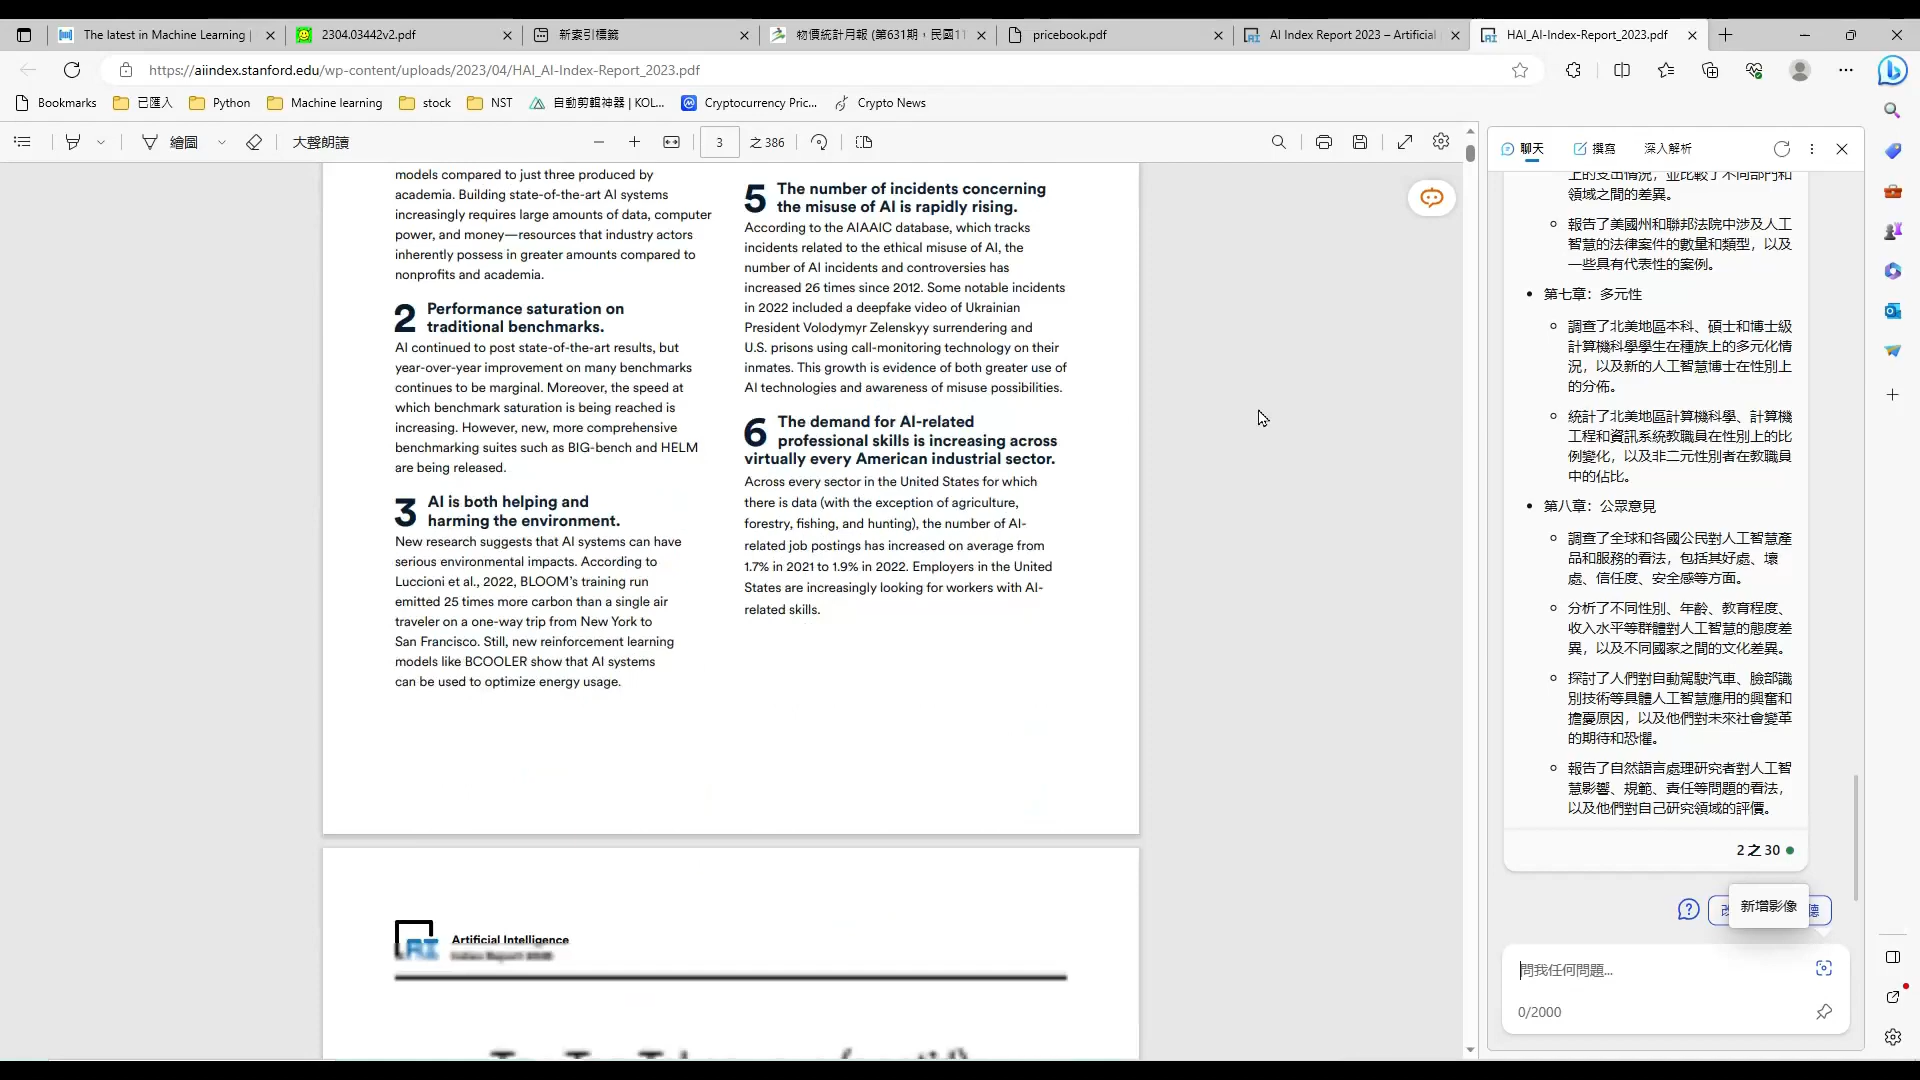 The latest in Machine Learning |
2304.03442v2.pdf
新索引標籤
物價統計月報 (第631期，民國11
pricebook.pdf
AI Index Report 2023 – Artificial
HAI_AI-Index-Report_2023.pdf
https://aiindex.stanford.edu/wp-content/uploads/2023/04/HAI_AI-Index-Report_2023.pdf
Bookmarks
已匯入
Python
Machine learning
stock
NST
自動剪輯神器 | KOL...
Cryptocurrency Pric...
Crypto News
繪圖
大聲朗讀
3
之 386
models compared to just three produced by
academia. Building state-of-the-art AI systems
increasingly requires large amounts of data, computer
power, and money—resources that industry actors
inherently possess in greater amounts compared to
nonprofits and academia.
2 Performance saturation on
traditional benchmarks.
AI continued to post state-of-the-art results, but
year-over-year improvement on many benchmarks
continues to be marginal. Moreover, the speed at
which benchmark saturation is being reached is
increasing. However, new, more comprehensive
benchmarking suites such as BIG-bench and HELM
are being released.
3 AI is both helping and
harming the environment.
New research suggests that AI systems can have
serious environmental impacts. According to
Luccioni et al., 2022, BLOOM’s training run
emitted 25 times more carbon than a single air
traveler on a one-way trip from New York to
San Francisco. Still, new reinforcement learning
models like BCOOLER show that AI systems
can be used to optimize energy usage.
5 The number of incidents concerning
the misuse of AI is rapidly rising.
According to the AIAAIC database, which tracks
incidents related to the ethical misuse of AI, the
number of AI incidents and controversies has
increased 26 times since 2012. Some notable incidents
in 2022 included a deepfake video of Ukrainian
President Volodymyr Zelenskyy surrendering and
U.S. prisons using call-monitoring technology on their
inmates. This growth is evidence of both greater use of
AI technologies and awareness of misuse possibilities.
6 The demand for AI-related
professional skills is increasing across
virtually every American industrial sector.
Across every sector in the United States for which
there is data (with the exception of agriculture,
forestry, fishing, and hunting), the number of AI-
related job postings has increased on average from
1.7% in 2021 to 1.9% in 2022. Employers in the United
States are increasingly looking for workers with AI-
related skills.
Artificial Intelligence
Index Report 2023
聊天
撰寫
深入解析
上的支出情況，並比較了不同部門和
領域之間的差異。
報告了美國州和聯邦法院中涉及人工
智慧的法律案件的數量和類型，以及
一些具有代表性的案例。
第七章：多元性
調查了北美地區本科、碩士和博士級
計算機科學學生在種族上的多元化情
況，以及新的人工智慧博士在性別上
的分佈。
統計了北美地區計算機科學、計算機
工程和資訊系統教職員在性別上的比
例變化，以及非二元性別者在教職員
中的佔比。
第八章：公眾意見
調查了全球和各國公民對人工智慧產
品和服務的看法，包括其好處、壞
處、信任度、安全感等方面。
分析了不同性別、年齡、教育程度、
收入水平等群體對人工智慧的態度差
異，以及不同國家之間的文化差異。
探討了人們對自動駕駛汽車、臉部識
別技術等具體人工智慧應用的興奮和
擔憂原因，以及他們對未來社會變革
的期待和恐懼。
報告了自然語言處理研究者對人工智
慧影響、規範、責任等問題的看法，
以及他們對自己研究領域的評價。
2 之 30
新增影像
問我任何問題...
0/2000